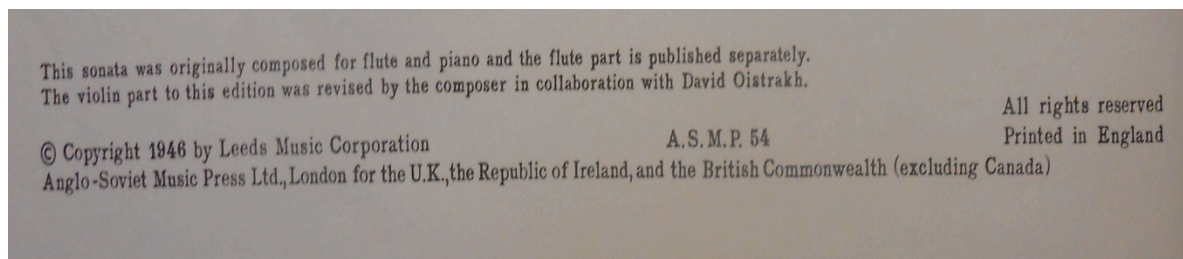 This sonata was originally composed for flute and piano and the flute part is published separately.
The violin part to this edition was revised by the composer in collaboration with David Oistrakh.
All rights reserved
© Copyright 1946 by Leeds Music Corporation A.S.M.P. 54 Printed in England
Anglo-Soviet Music Press Ltd., London for the U.K., the Republic of Ireland, and the British Commonwealth (excluding Canada)